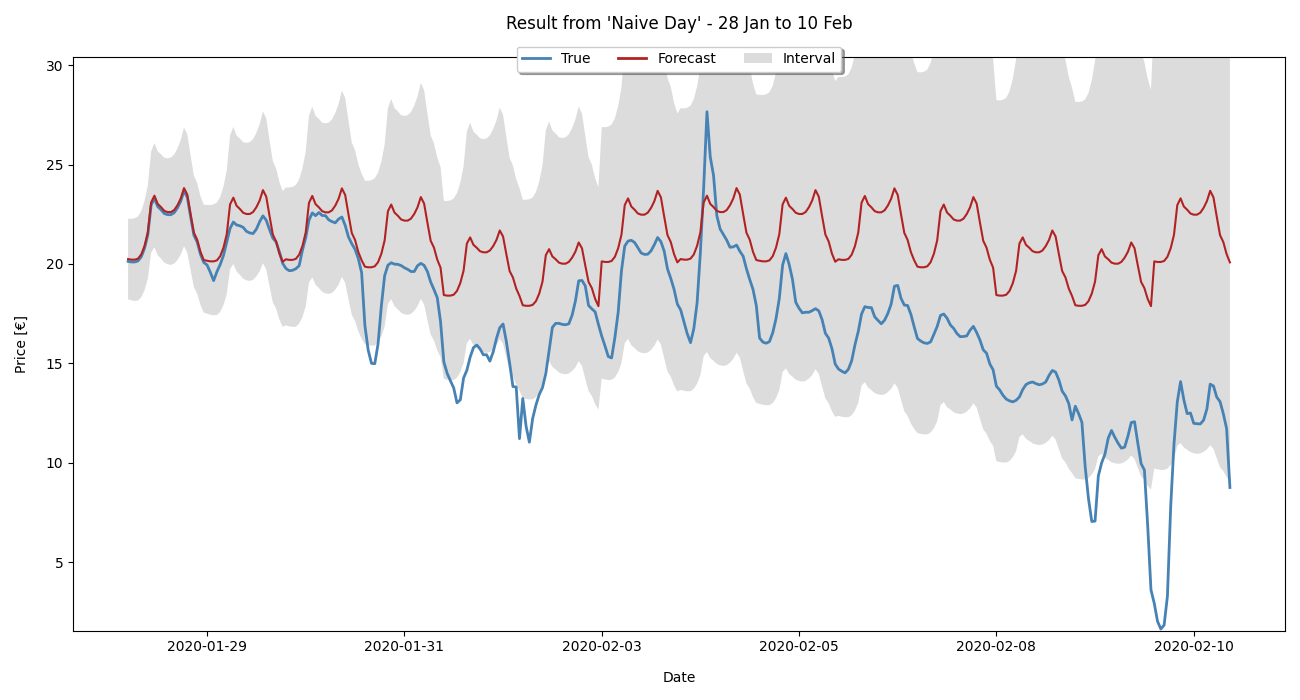 Result from 'Naive Day' - 28 Jan to 10 Feb
True Forecast Interval
30
25
20
15
10
5
Price [€]
2020-01-29 2020-01-31 2020-02-03 2020-02-05 2020-02-08 2020-02-10
Date